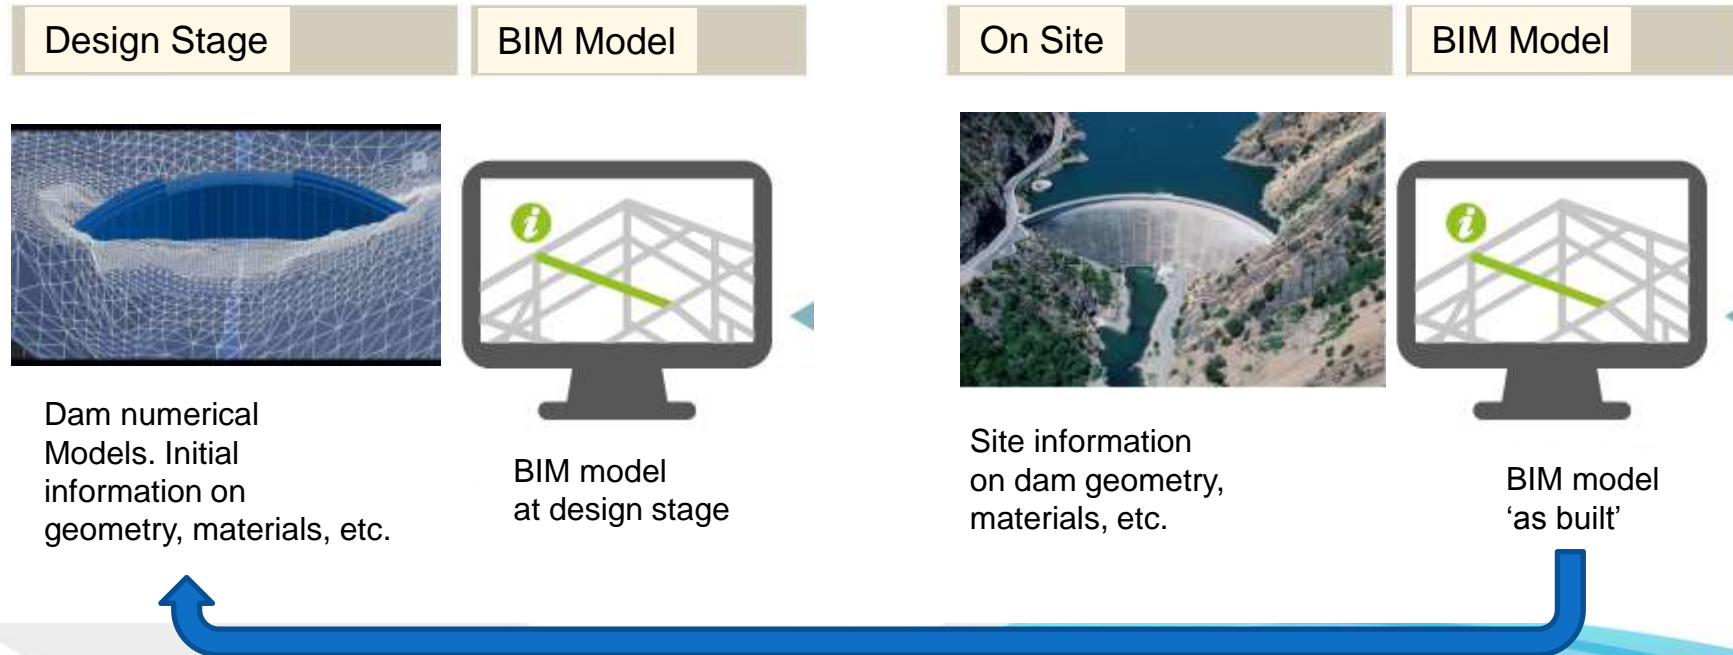 Design Stage
BIM Model
On Site
BIM Model
i
i
Dam numerical
Models. Initial
information on
geometry, materials, etc.
BIM model
at design stage
Site information
on dam geometry,
materials, etc.
BIM model
‘as built’